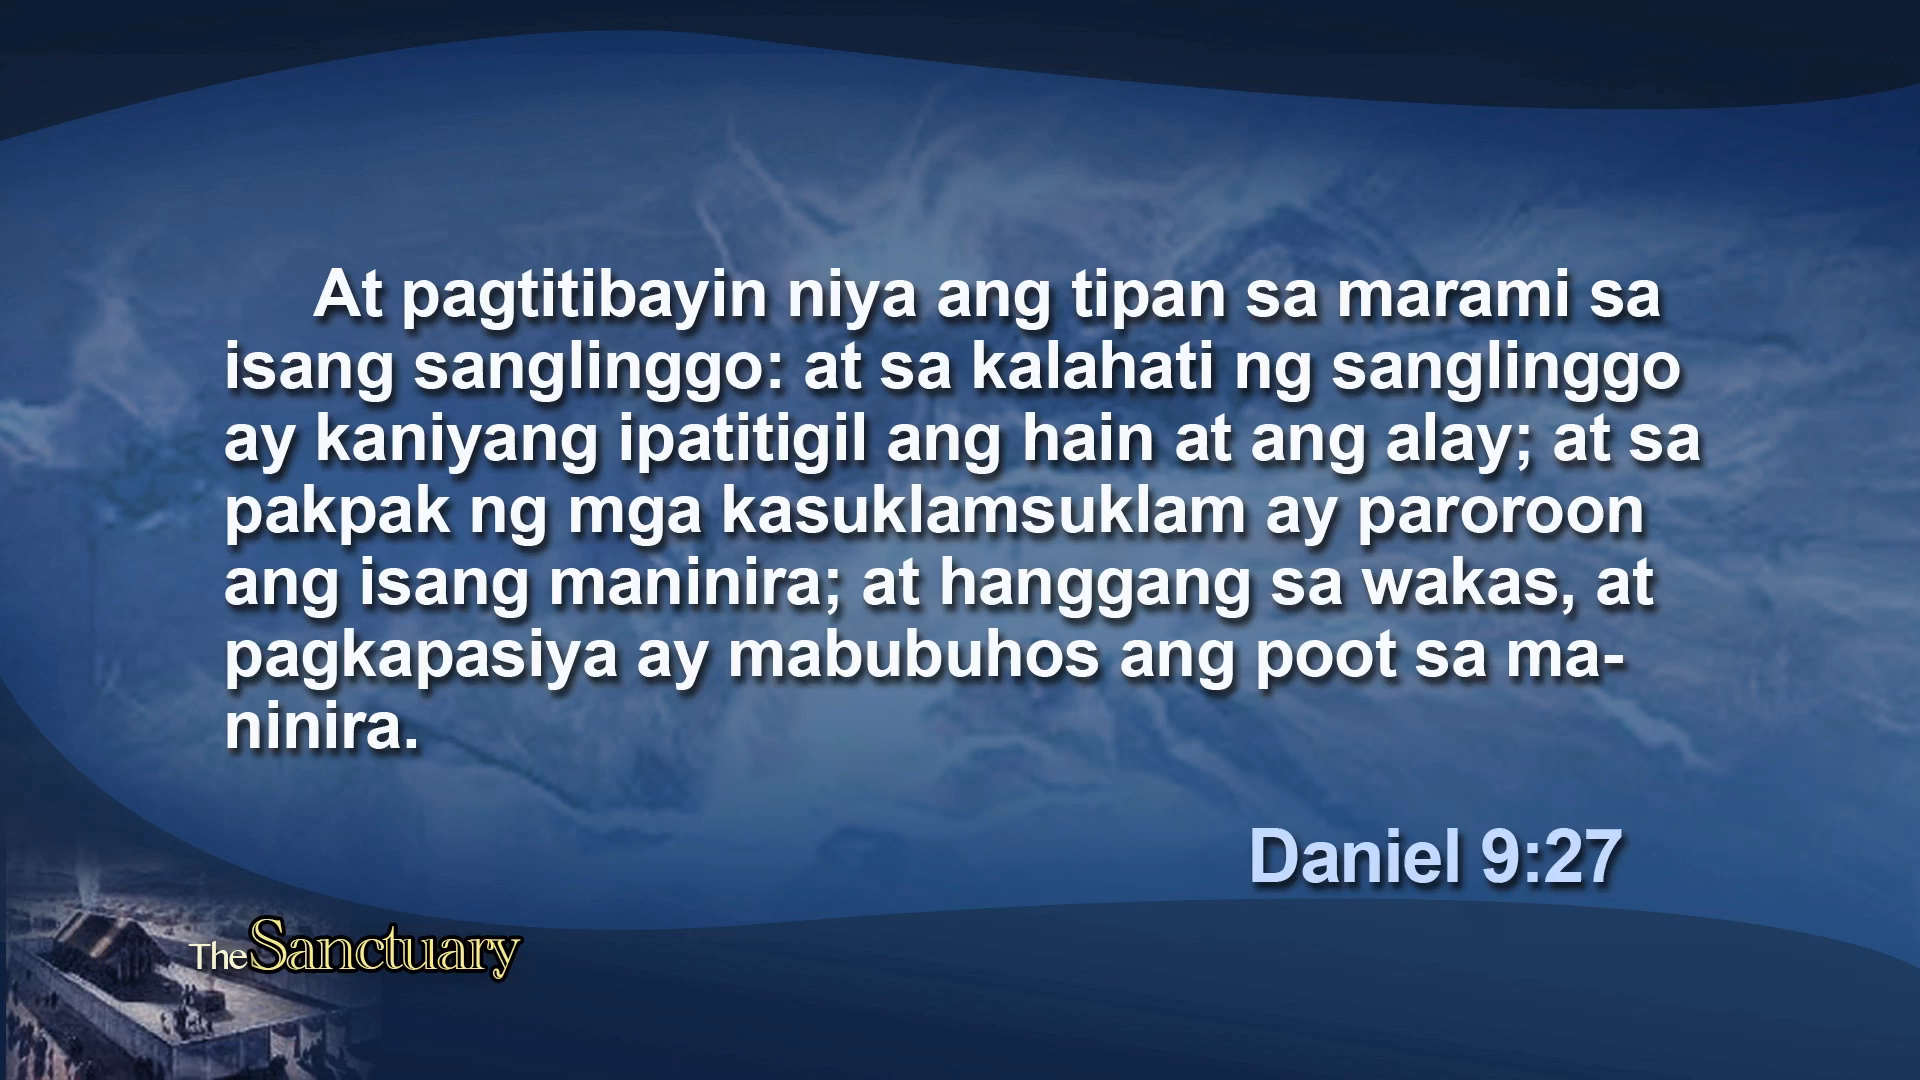 At pagtitibayin niya ang tipan sa marami sa
isang sanglinggo: at sa kalahati ng sanglinggo
ay kaniyang ipatitigil ang hain at ang alay; at sa
pakpak ng mga kasuklamsuklam ay paroroon
ang isang maninira; at hanggang sa wakas, at
pagkapasiya ay mabubuhos ang poot sa ma-
ninira.
Daniel 9:27
The Sanctuary